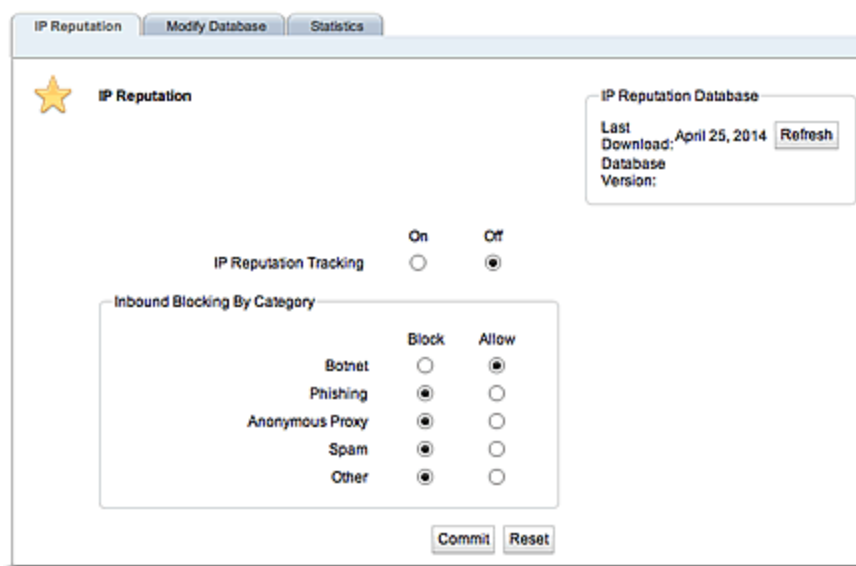 IP Reputation Modify Database Statistics
IP Reputation
IP Reputation Database
Last
Download: April 25, 2014 Refresh
Database
Version:
On Off
IP Reputation Tracking
Inbound Blocking By Category
Block Allow
Botnet
Phishing
Anonymous Proxy
Spam
Other
Commit Reset